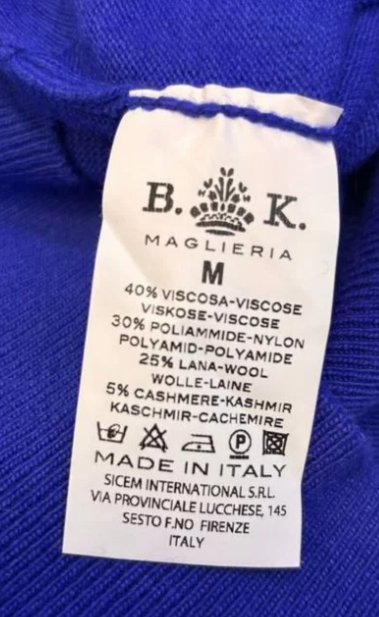 B. K.
MAGLIERIA
M
40% VISCOSA-VISCOSE
VISKOSE-VISCOSE
30% POLIAMMIDE-NYLON
POLYAMID-POLYAMIDE
25% LANA-WOOL
WOLLE-LAINE
5% CASHMERE-KASHMIR
KASCHMIR-CACHEMIRE
P
MADE IN ITALY
SICEM INTERNATIONAL S.R.L.
VIA PROVINCIALE LUCCHESE, 145
SESTO F.NO FIRENZE
ITALY